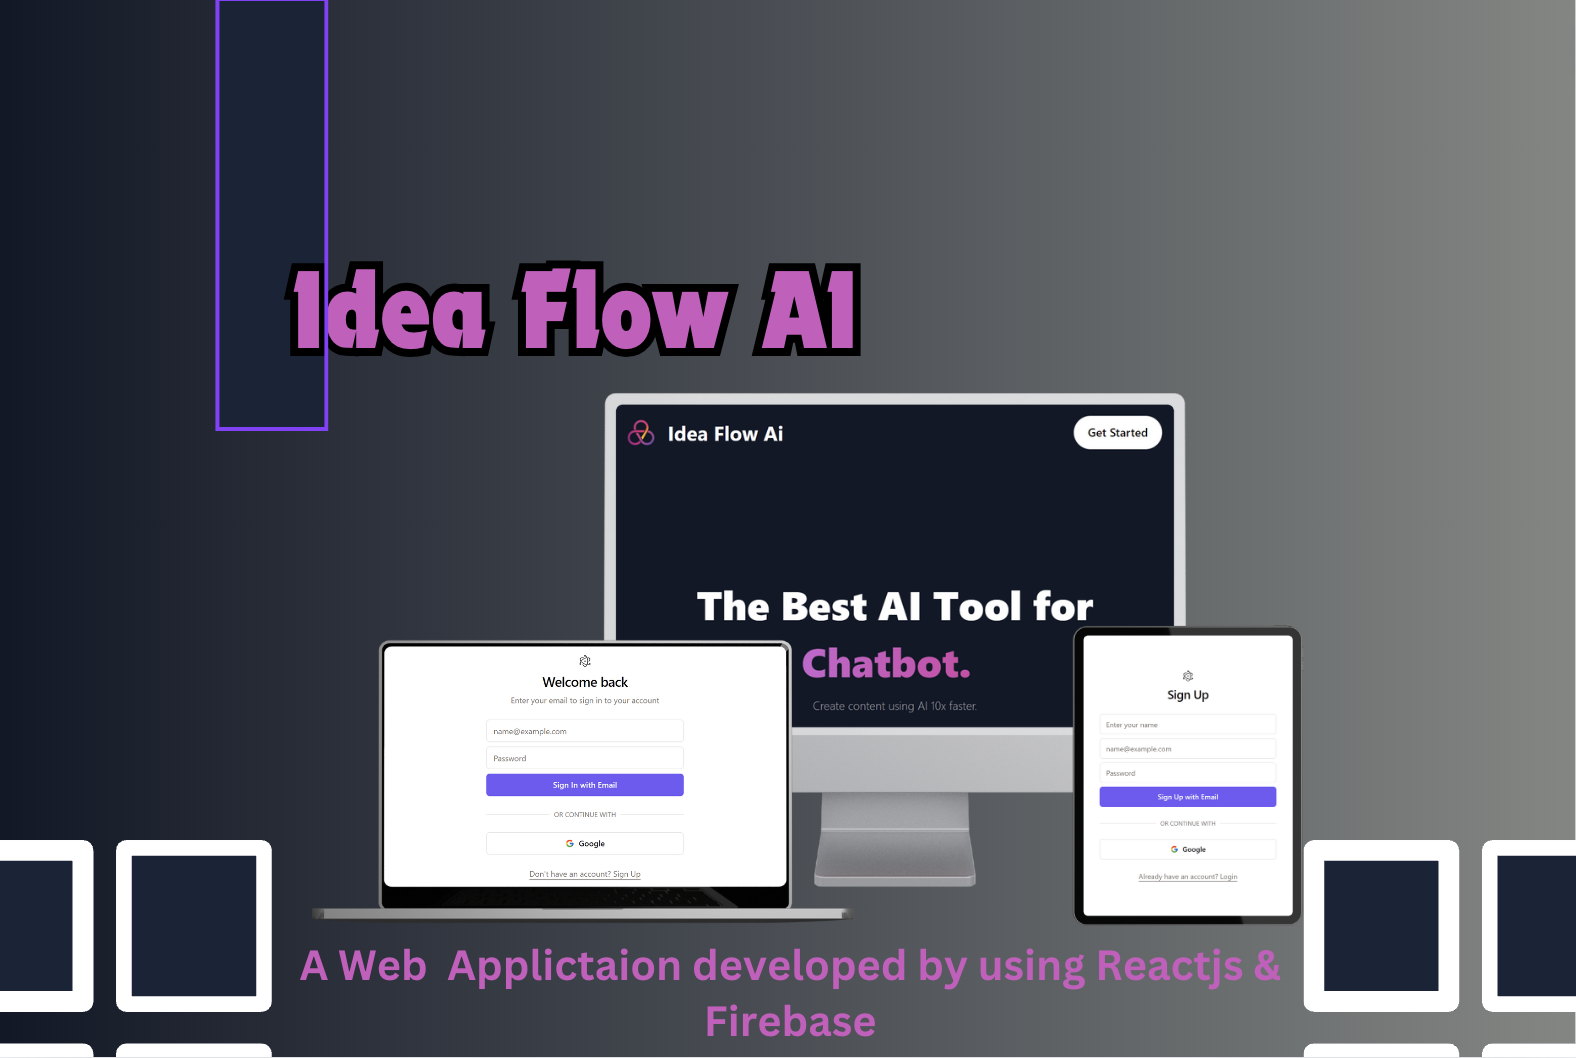 Idea Flow AI
Idea Flow Ai
Get Started
The Best AI Tool for
Chatbot.
Create content using AI 10x faster.
Welcome back
Enter your email to sign in to your account
name@example.com
Password
Sign In with Email
OR CONTINUE WITH
Google
Don't have an account? Sign Up
Sign Up
Enter your name
name@example.com
Password
Sign Up with Email
OR CONTINUE WITH
Google
Already have an account? Login
A Web Applictaion developed by using Reactjs &
Firebase